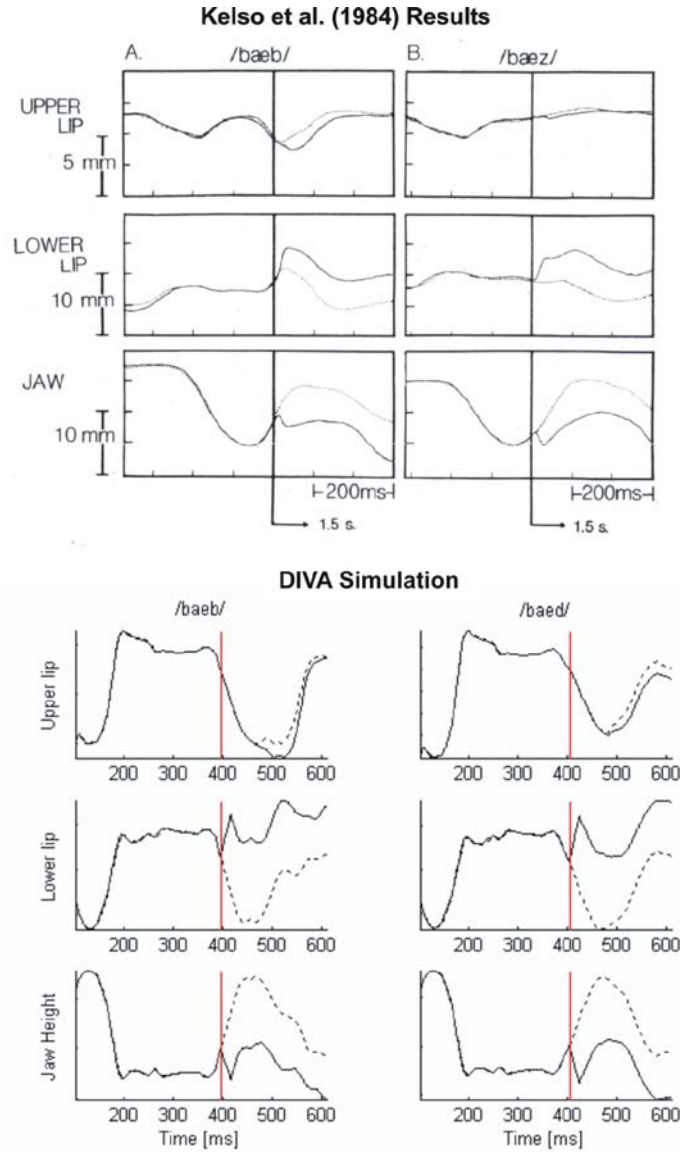 Kelso et al. (1984) Results
A. /baeb/
B. /bæz/
UPPER
LIP
5 mm
LOWER
LIP
10 mm
JAW
10 mm
⊢200ms⊣ ⊢200ms⊣
1.5 s. 1.5 s.
DIVA Simulation
/baeb/ /baed/
Upper lip
200 300 400 500 600 200 300 400 500 600
Lower lip
200 300 400 500 600 200 300 400 500 600
Jaw Height
200 300 400 500 600 200 300 400 500 600
Time [ms] Time [ms]